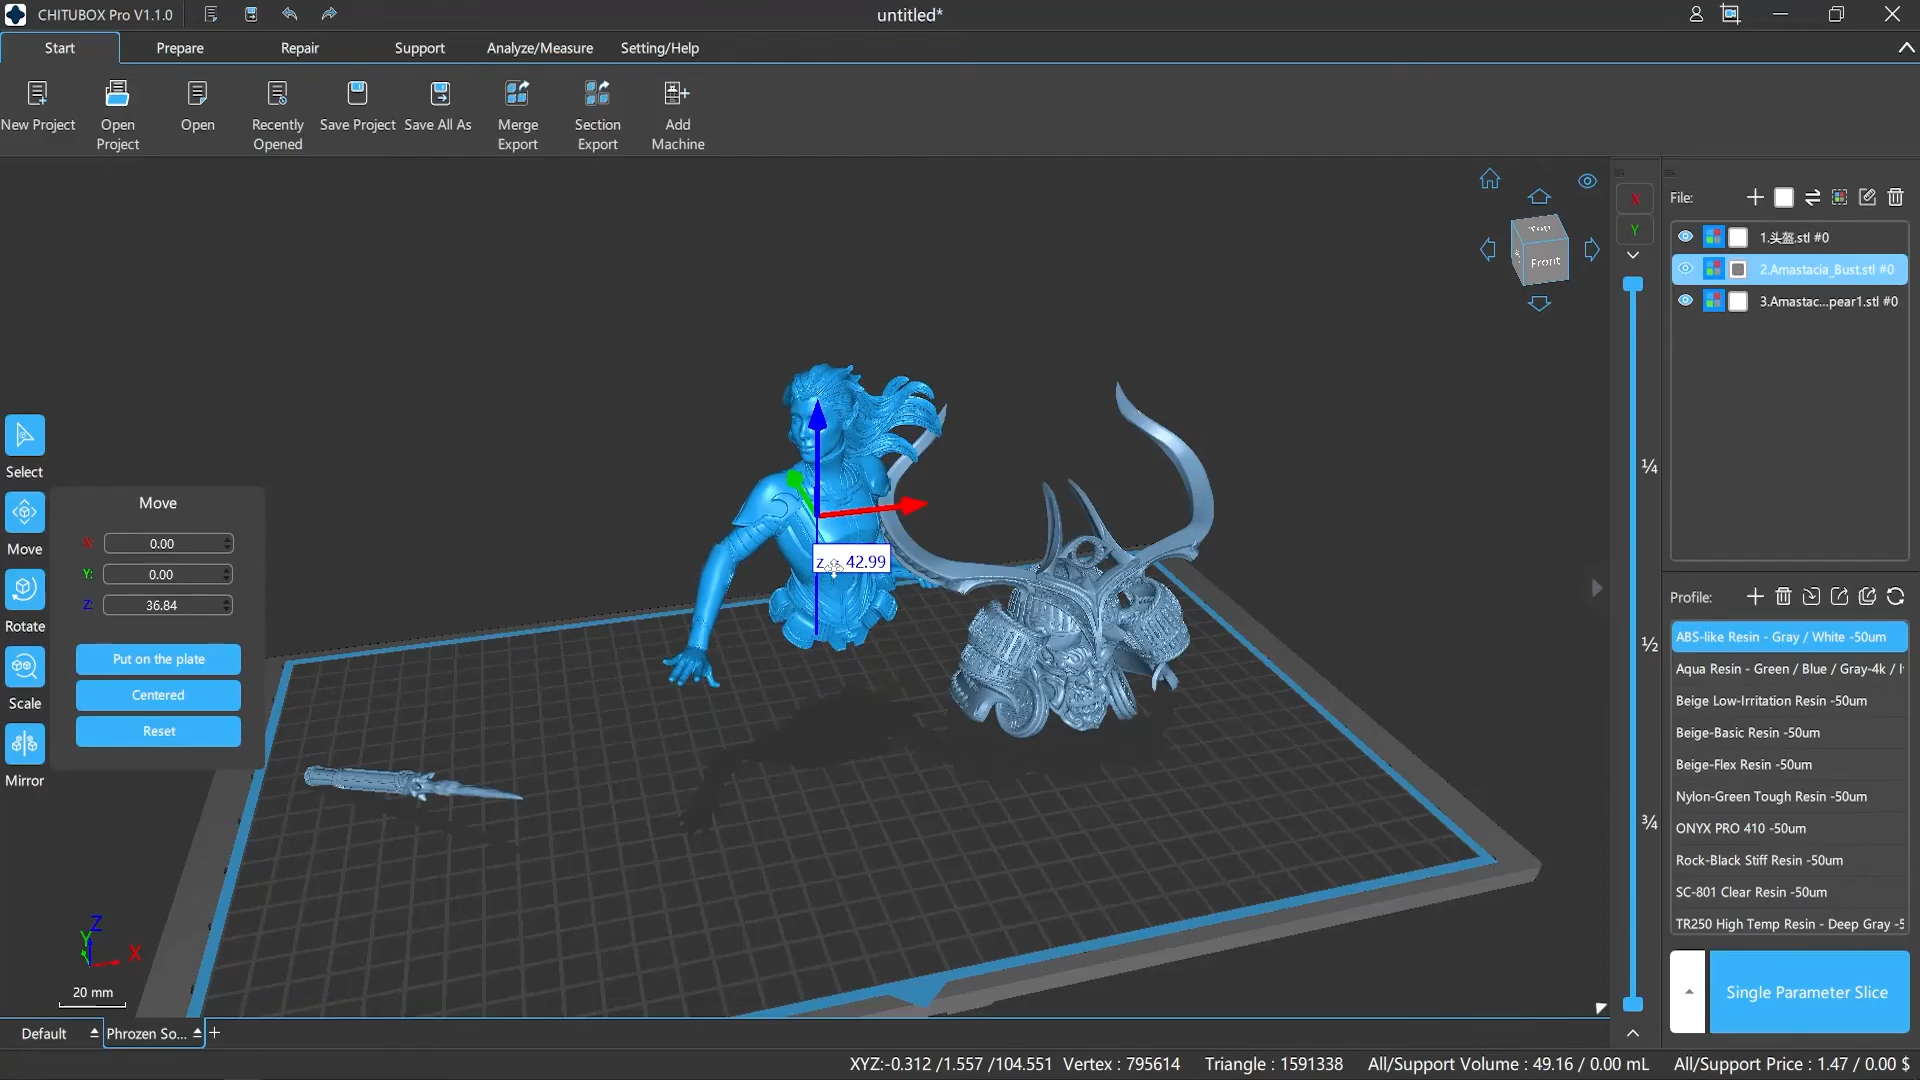 CHITUBOX Pro V1.1.0
untitled*
Start
Prepare
Repair
Support
Analyze/Measure
Setting/Help
New Project
Open Project
Open
Recently Opened
Save Project
Save All As
Merge Export
Section Export
Add Machine
Top
Front
X
Y
File:
1.头盔.stl #0
2.Amastacia_Bust.stl #0
3.Amastac...pear1.stl #0
Select
Move
Rotate
Scale
Mirror
Move
X: 0.00
Y: 0.00
Z: 36.84
Put on the plate
Centered
Reset
z 42.99
1/4
1/2
3/4
Profile:
ABS-like Resin - Gray / White -50um
Aqua Resin - Green / Blue / Gray-4k / I
Beige Low-Irritation Resin -50um
Beige-Basic Resin -50um
Beige-Flex Resin -50um
Nylon-Green Tough Resin -50um
ONYX PRO 410 -50um
Rock-Black Stiff Resin -50um
SC-801 Clear Resin -50um
TR250 High Temp Resin - Deep Gray -5
Single Parameter Slice
Z
Y
X
20 mm
Default
Phrozen So...
XYZ:-0.312 /1.557 /104.551 Vertex : 795614 Triangle : 1591338 All/Support Volume : 49.16 / 0.00 mL All/Support Price : 1.47 / 0.00 $